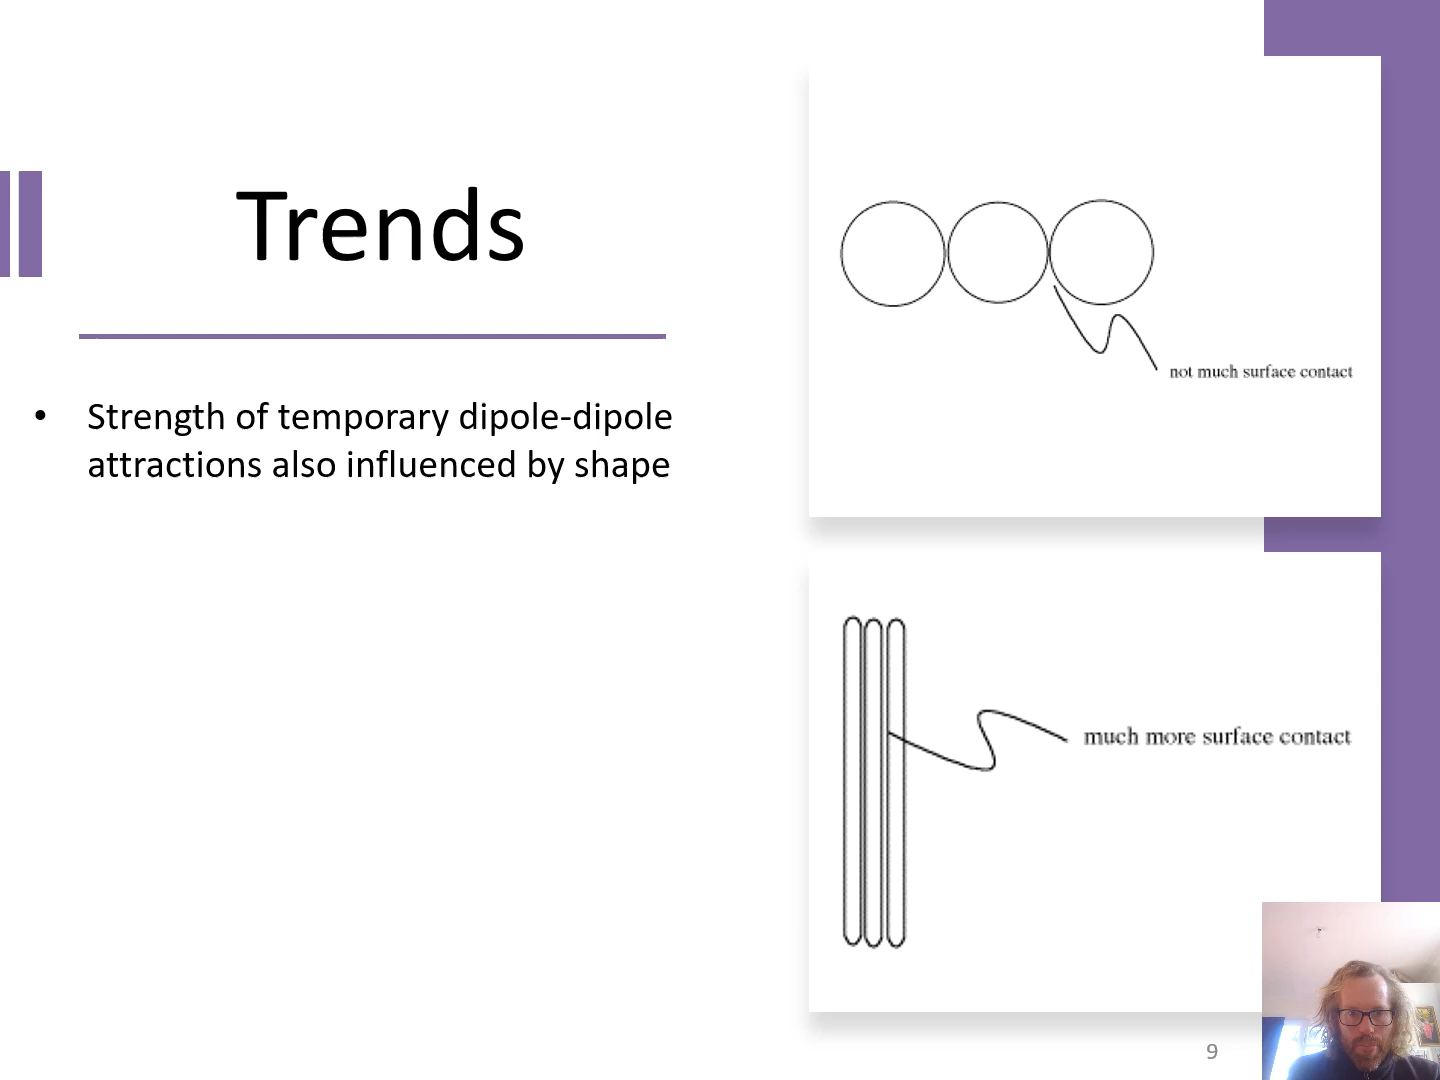 Trends
• Strength of temporary dipole-dipole
attractions also influenced by shape
not much surface contact
much more surface contact
9